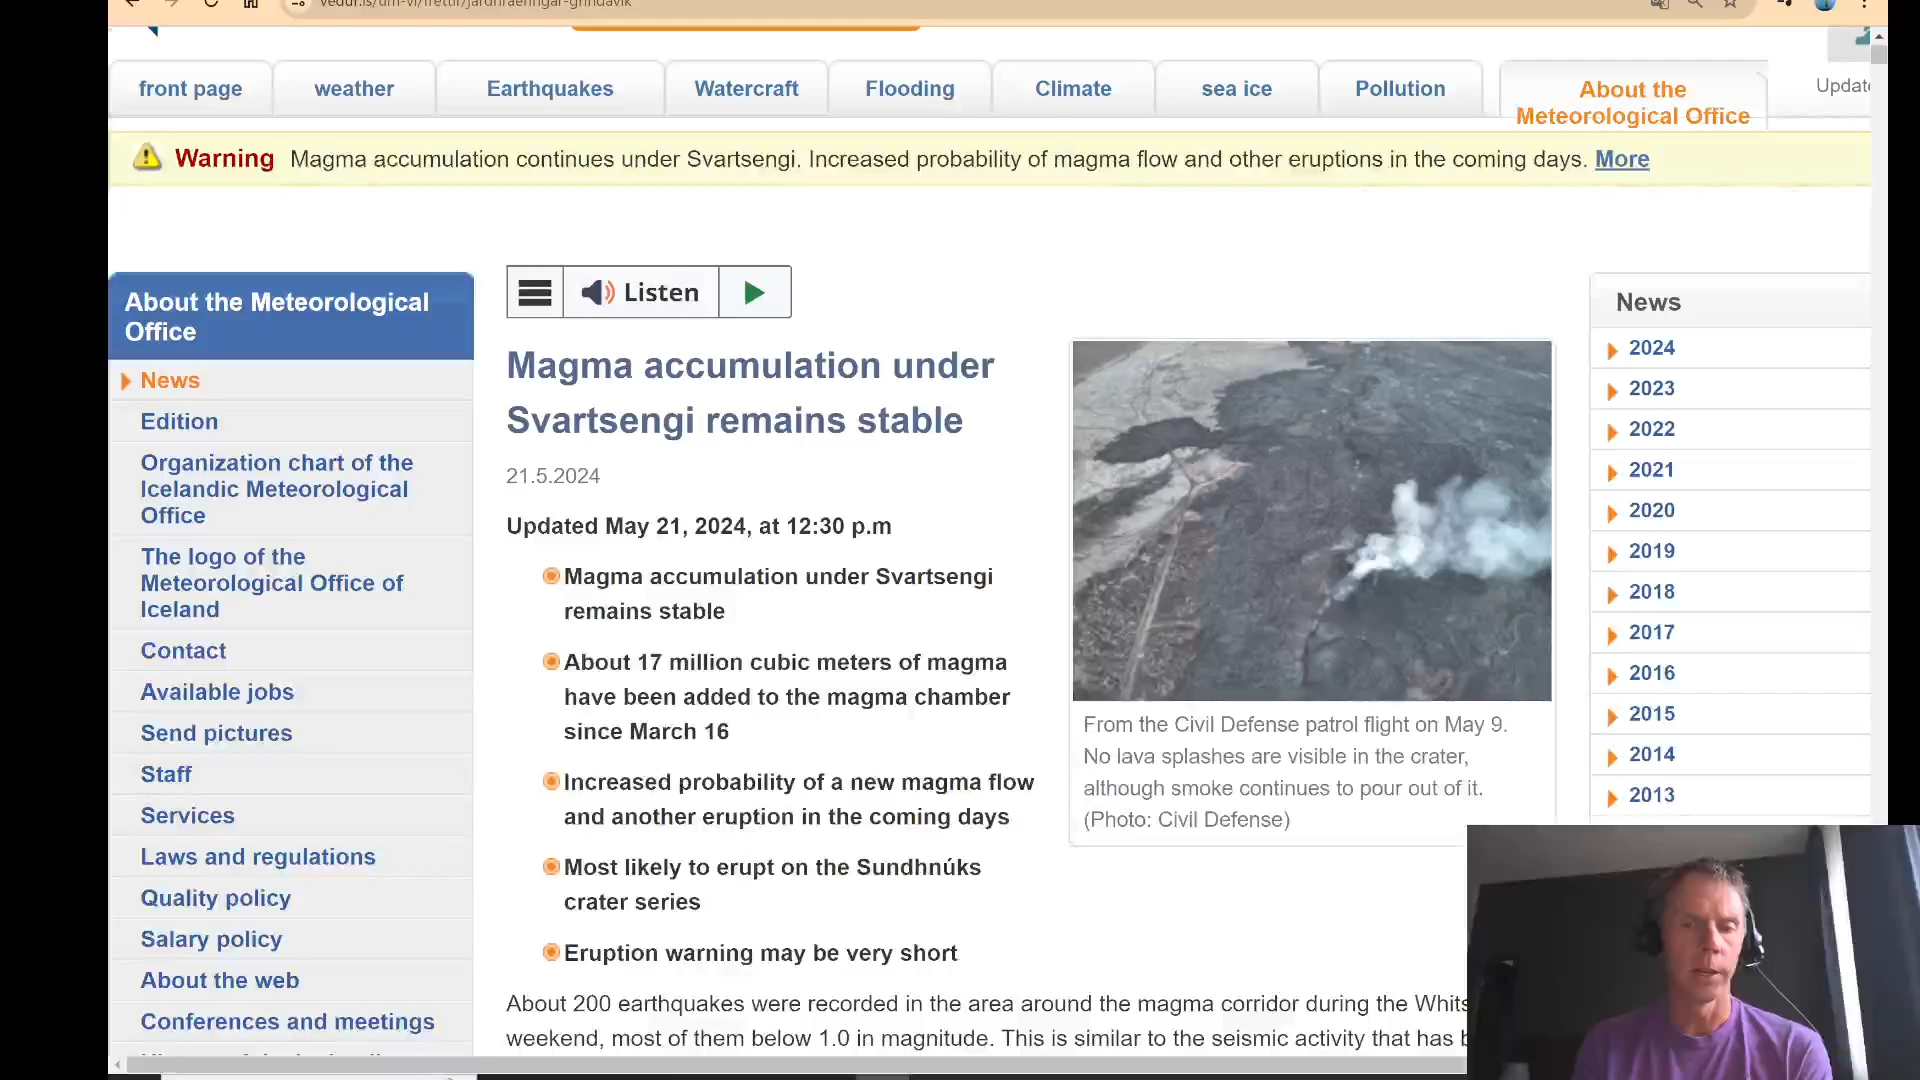 vedur.is/um-vi/frettir/jardhraeringar-grindavik
front page
weather
Earthquakes
Watercraft
Flooding
Climate
sea ice
Pollution
About the
Meteorological Office
Warning Magma accumulation continues under Svartsengi. Increased probability of magma flow and other eruptions in the coming days. More
About the Meteorological
Office
News
Edition
Organization chart of the
Icelandic Meteorological
Office
The logo of the
Meteorological Office of
Iceland
Contact
Available jobs
Send pictures
Staff
Services
Laws and regulations
Quality policy
Salary policy
About the web
Conferences and meetings
Listen
Magma accumulation under
Svartsengi remains stable
21.5.2024
Updated May 21, 2024, at 12:30 p.m
Magma accumulation under Svartsengi
remains stable
About 17 million cubic meters of magma
have been added to the magma chamber
since March 16
Increased probability of a new magma flow
and another eruption in the coming days
Most likely to erupt on the Sundhnúks
crater series
Eruption warning may be very short
About 200 earthquakes were recorded in the area around the magma corridor during the Whits
weekend, most of them below 1.0 in magnitude. This is similar to the seismic activity that has
From the Civil Defense patrol flight on May 9.
No lava splashes are visible in the crater,
although smoke continues to pour out of it.
(Photo: Civil Defense)
News
2024
2023
2022
2021
2020
2019
2018
2017
2016
2015
2014
2013